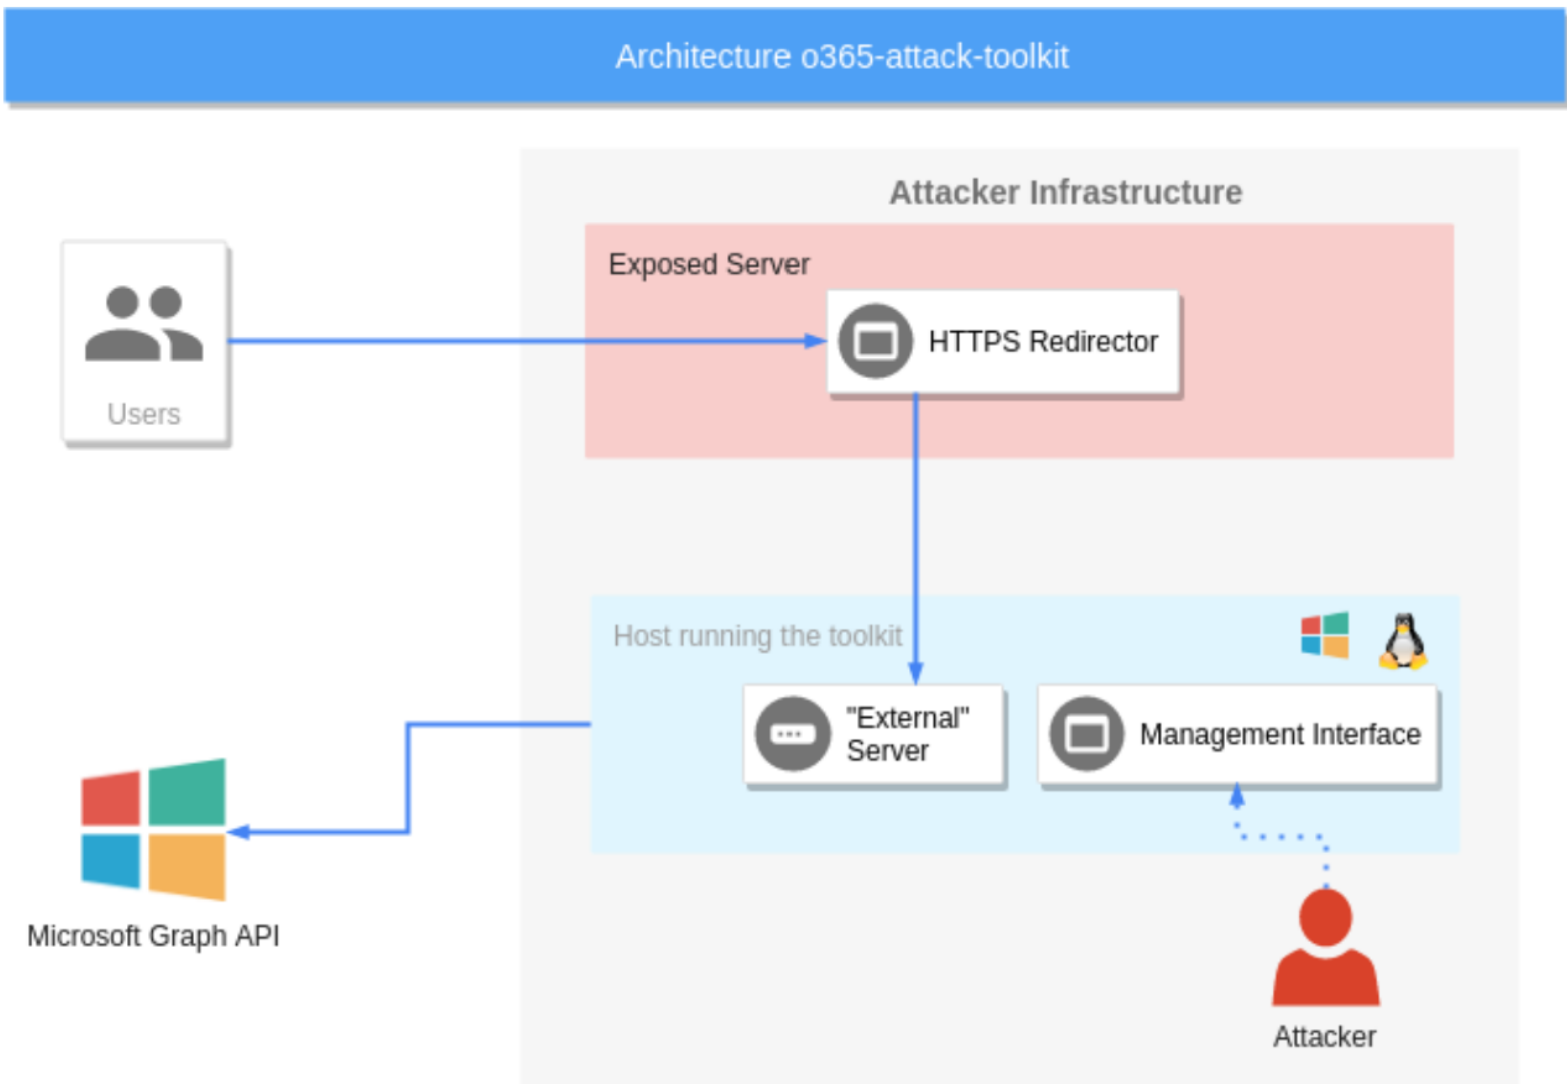 Architecture o365-attack-toolkit
Attacker Infrastructure
Exposed Server
HTTPS Redirector
Users
Host running the toolkit
"External"
Server
Management Interface
Microsoft Graph API
Attacker